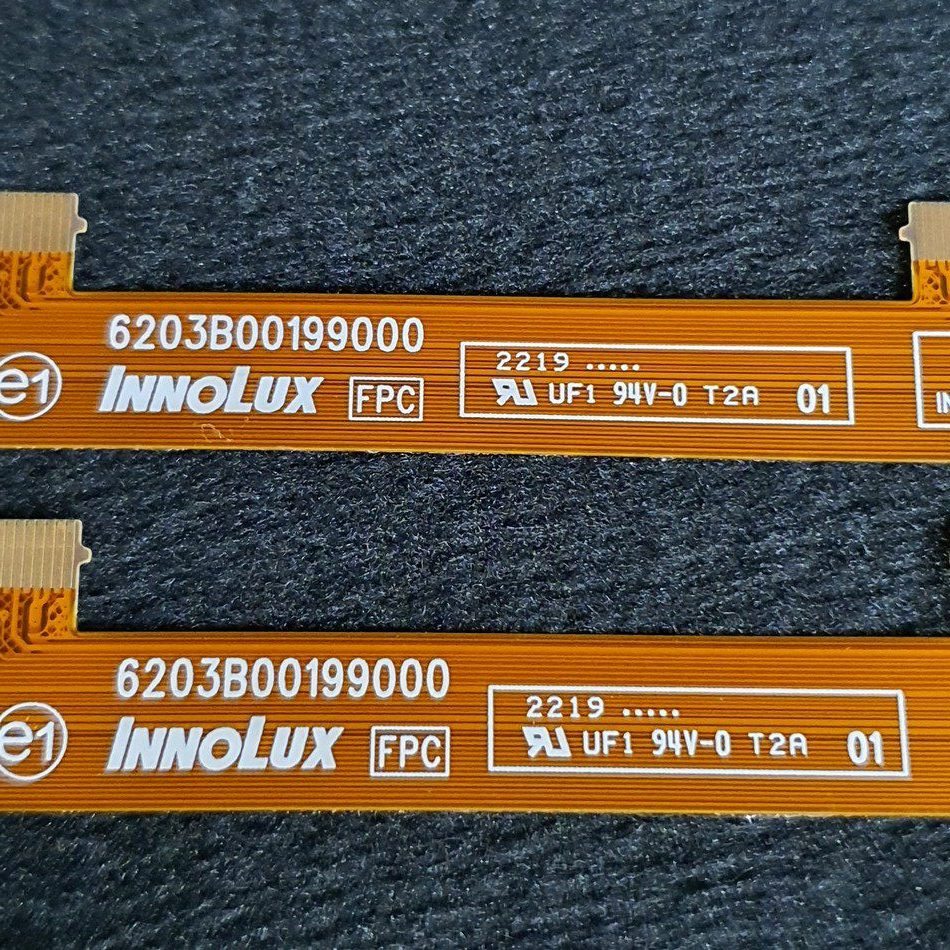 6203B00199000
e1 INNOLUX FPC
2219 .....
UF1 94V-0 T2A 01
IN
6203B00199000
e1 INNOLUX FPC
2219 .....
UF1 94V-0 T2A 01